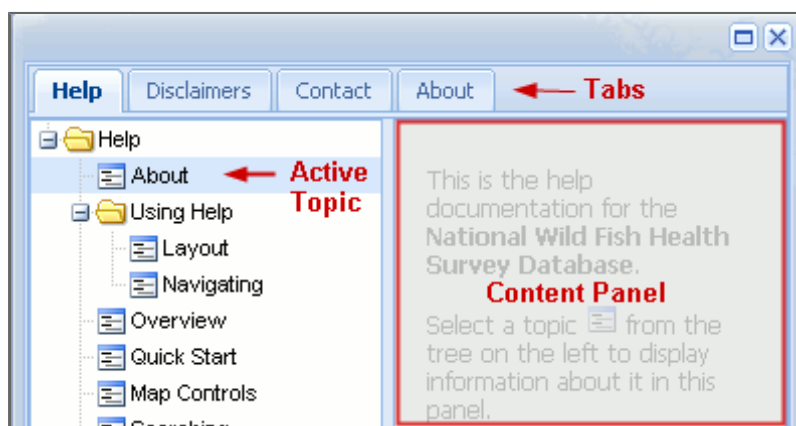 Help Disclaimers Contact About Tabs
Help
About
Active
Topic
Using Help
Layout
Navigating
Overview
Quick Start
Map Controls
Searching
This is the help
documentation for the
National Wild Fish Health
Survey Database.
Content Panel
Select a topic from the
tree on the left to display
information about it in this
panel.